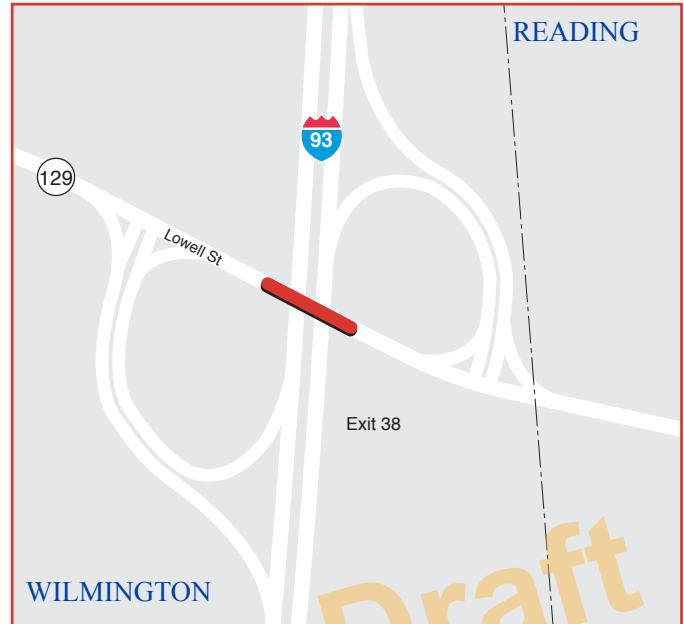 READING
93
129
Lowell St
Exit 38
WILMINGTON
Draft